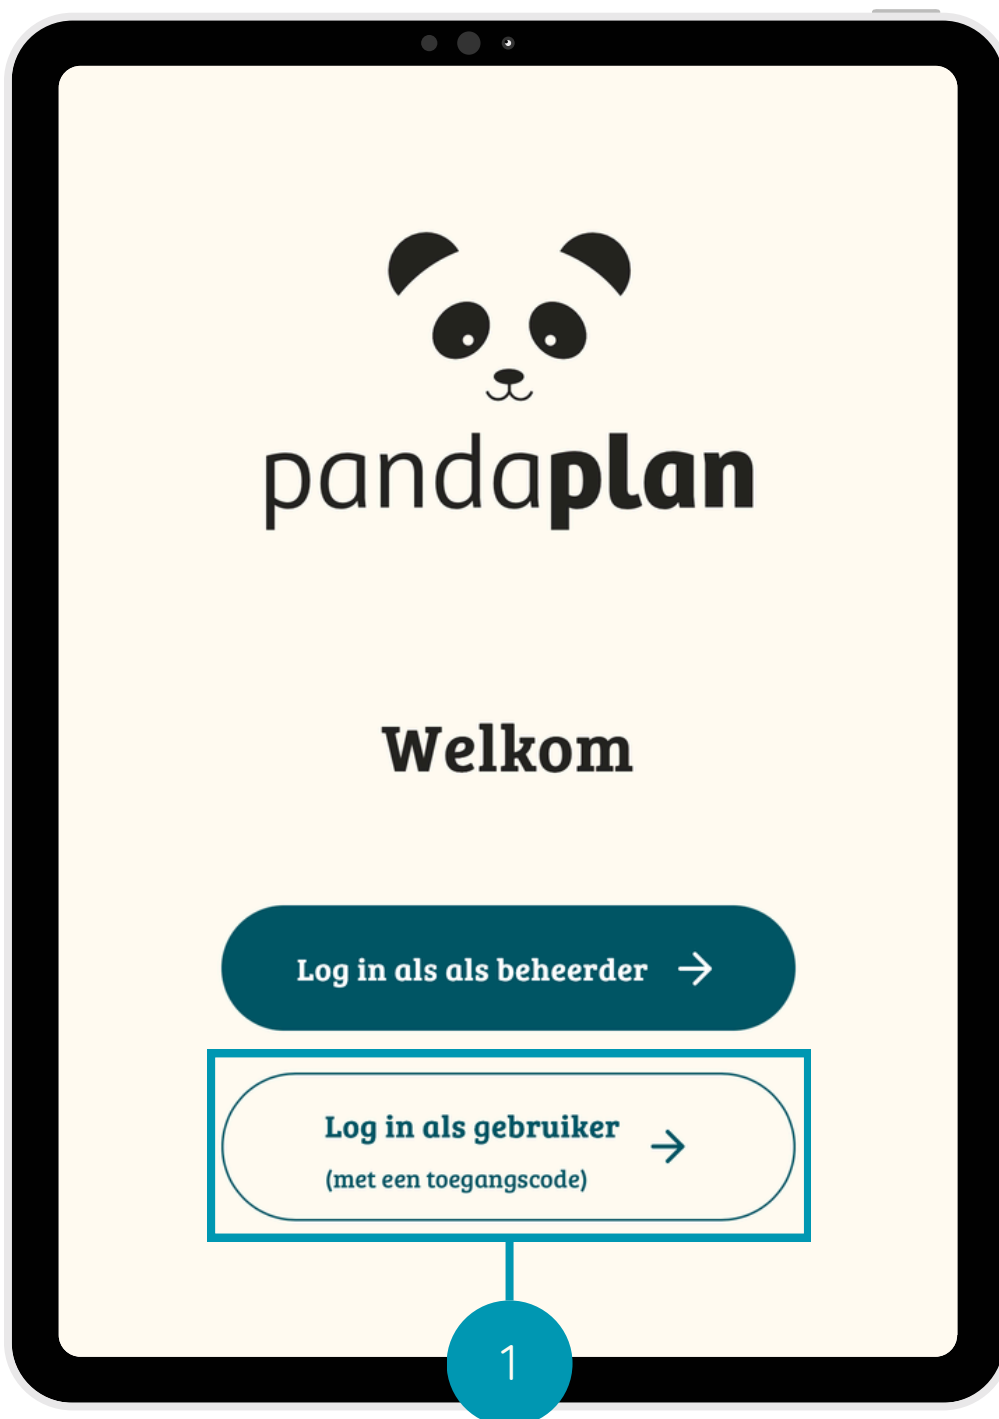 pandaplan
Welkom
Log in als als beheerder
Log in als gebruiker
(met een toegangscode)
1